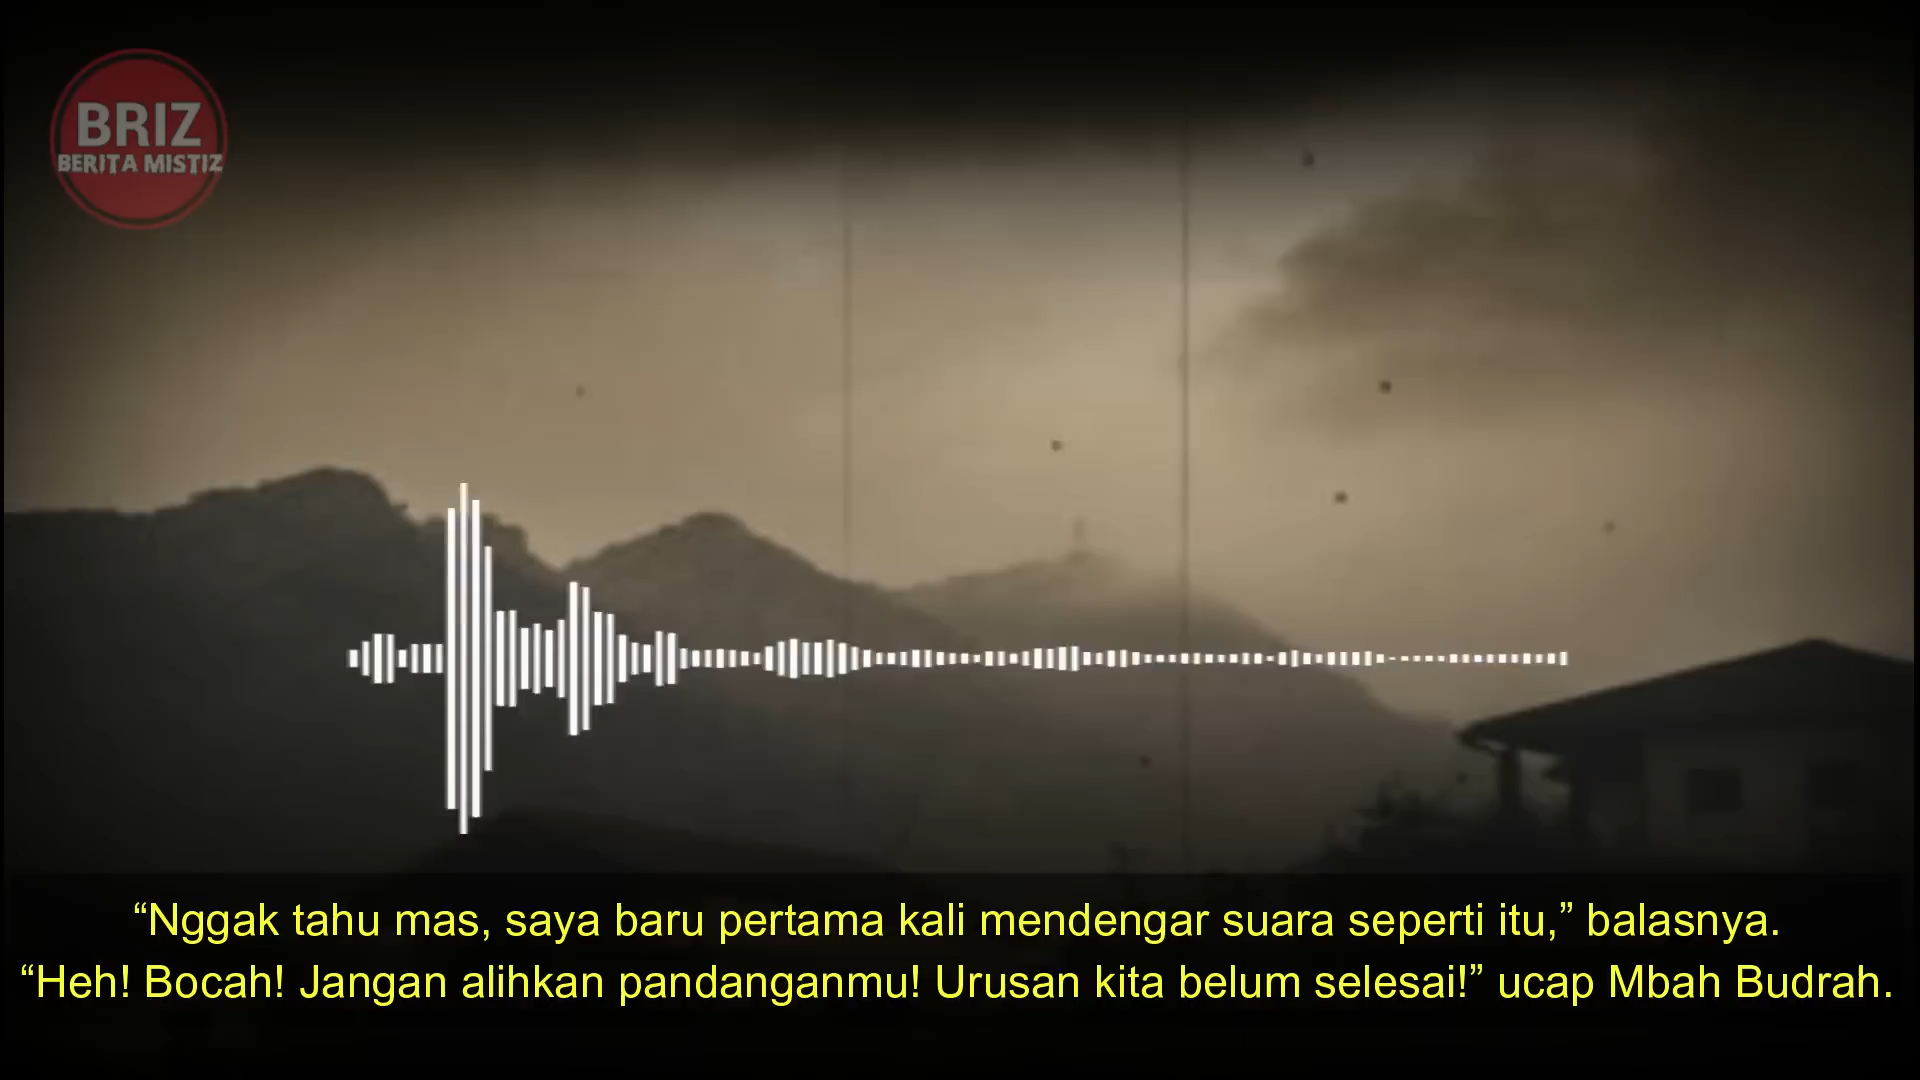 BRIZ
BERITA MISTIZ
“Nggak tahu mas, saya baru pertama kali mendengar suara seperti itu,” balasnya.
“Heh! Bocah! Jangan alihkan pandanganmu! Urusan kita belum selesai!” ucap Mbah Budrah.